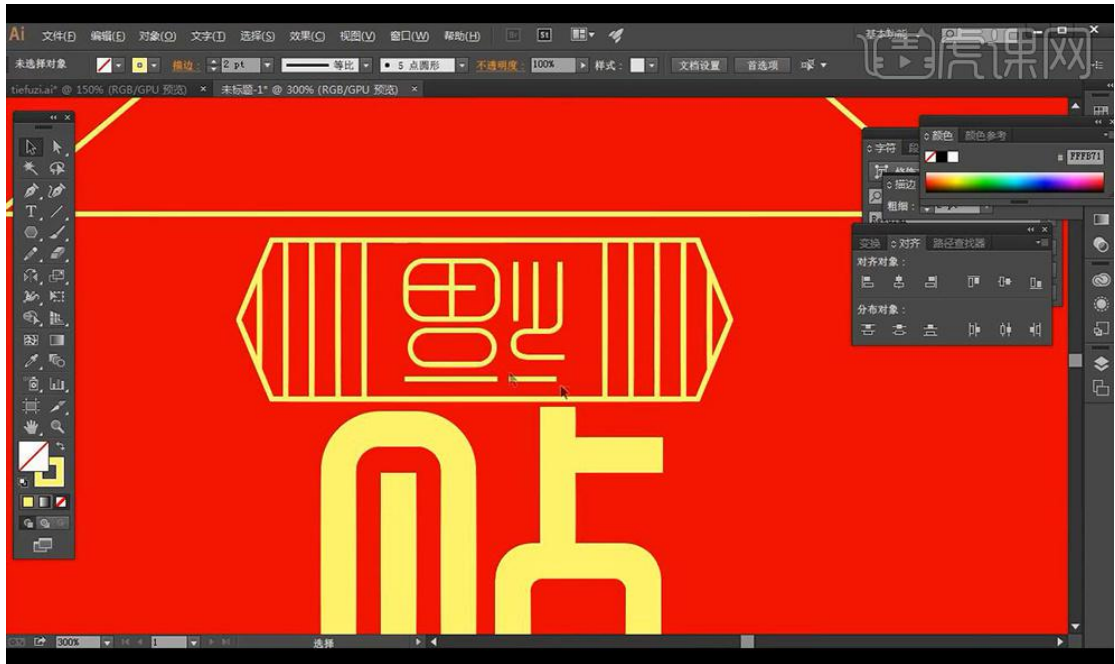 Ai 文件(F) 编辑(E) 对象(O) 文字(T) 选择(S) 效果(C) 视图(V) 窗口(W) 帮助(H) Br St
虎课网
未选择对象 描边: 2 pt 等比 5 点圆形 不透明度: 100% 样式: 文档设置 首选项
tiefuzi.ai* @ 150% (RGB/GPU 预览) × 未标题-1* @ 300% (RGB/GPU 预览) ×
颜色 颜色参考
FFFB71
字符 段
描边
粗细:
变换 对齐 路径查找器
对齐对象:
分布对象:
贴
300% 1 选择